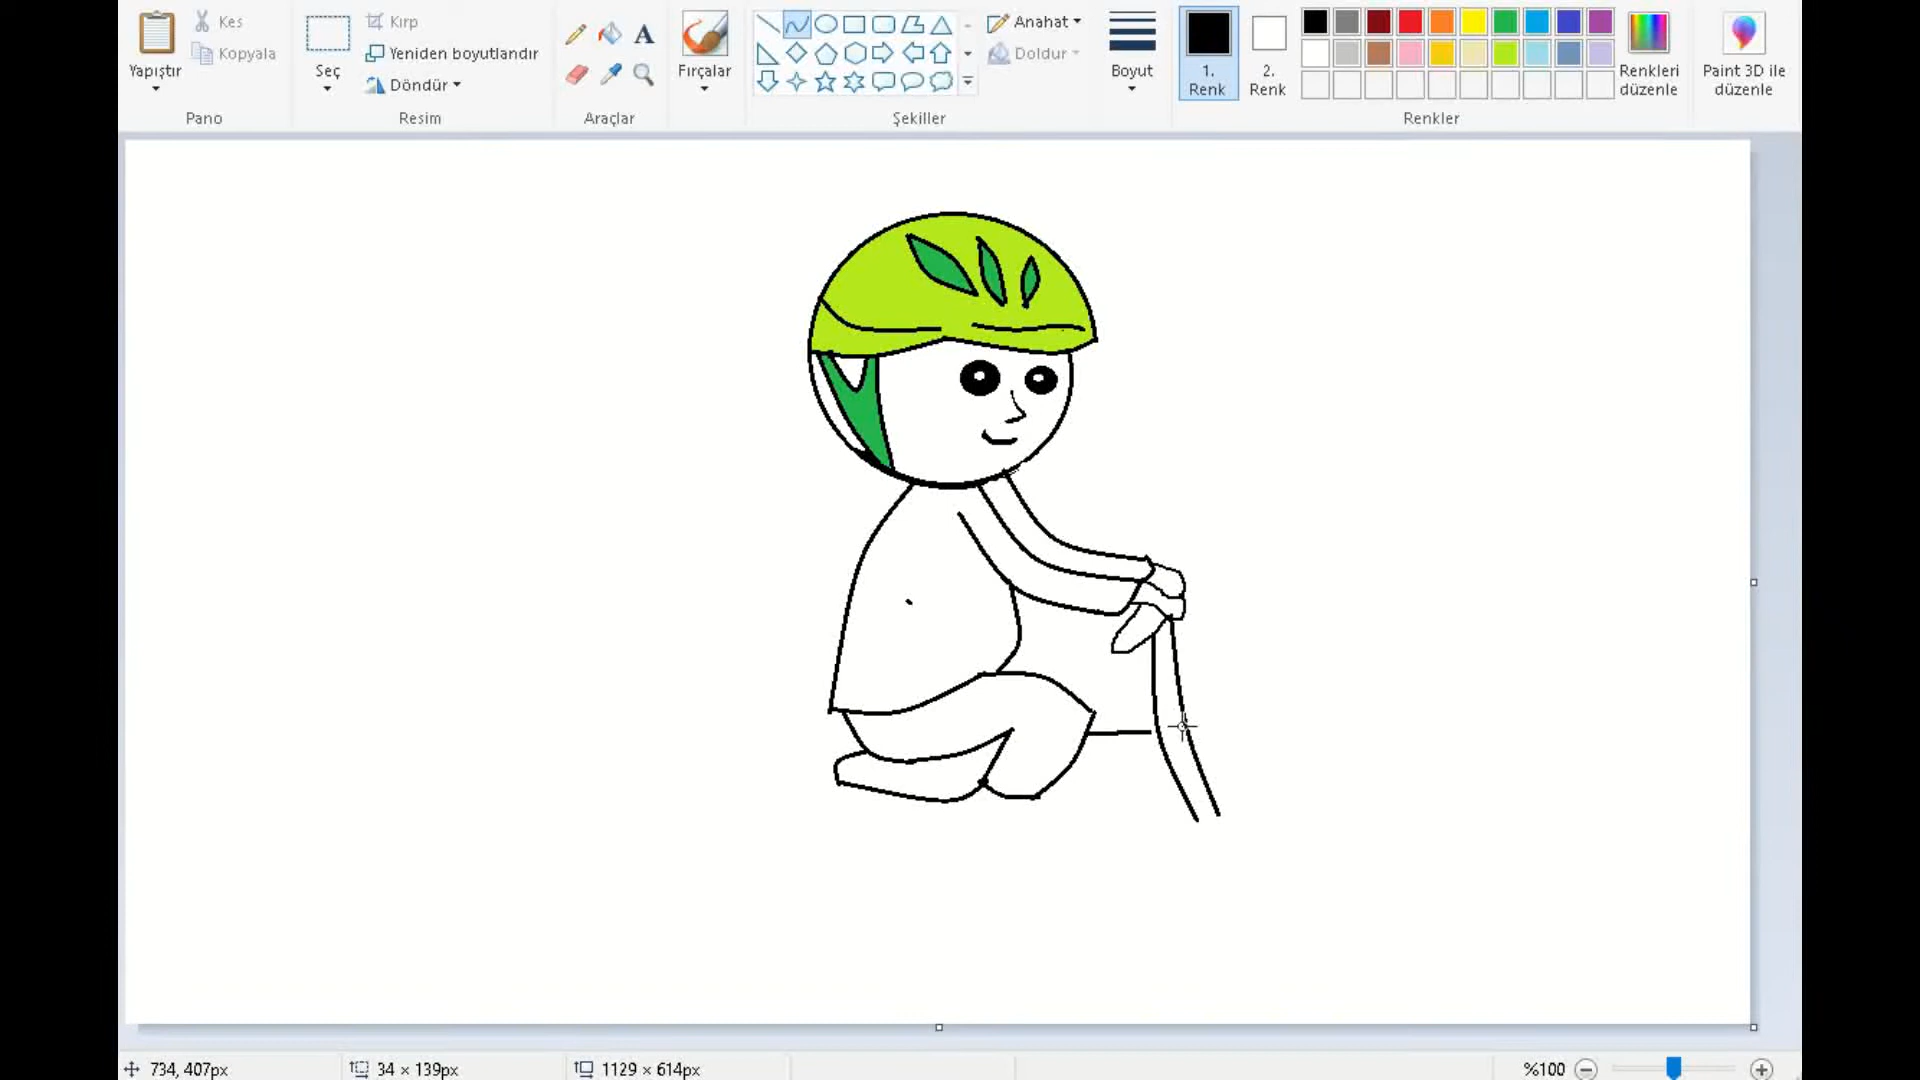 Yapıştır
Kes
Kopyala
Pano
Seç
Kırp
Yeniden boyutlandır
Döndür
Resim
A
Araçlar
Fırçalar
Anahat
Doldur
Şekiller
Boyut
1.
Renk
2.
Renk
Renkleri
düzenle
Renkler
Paint 3D ile
düzenle
734, 407px
34 × 139px
1129 × 614px
%100